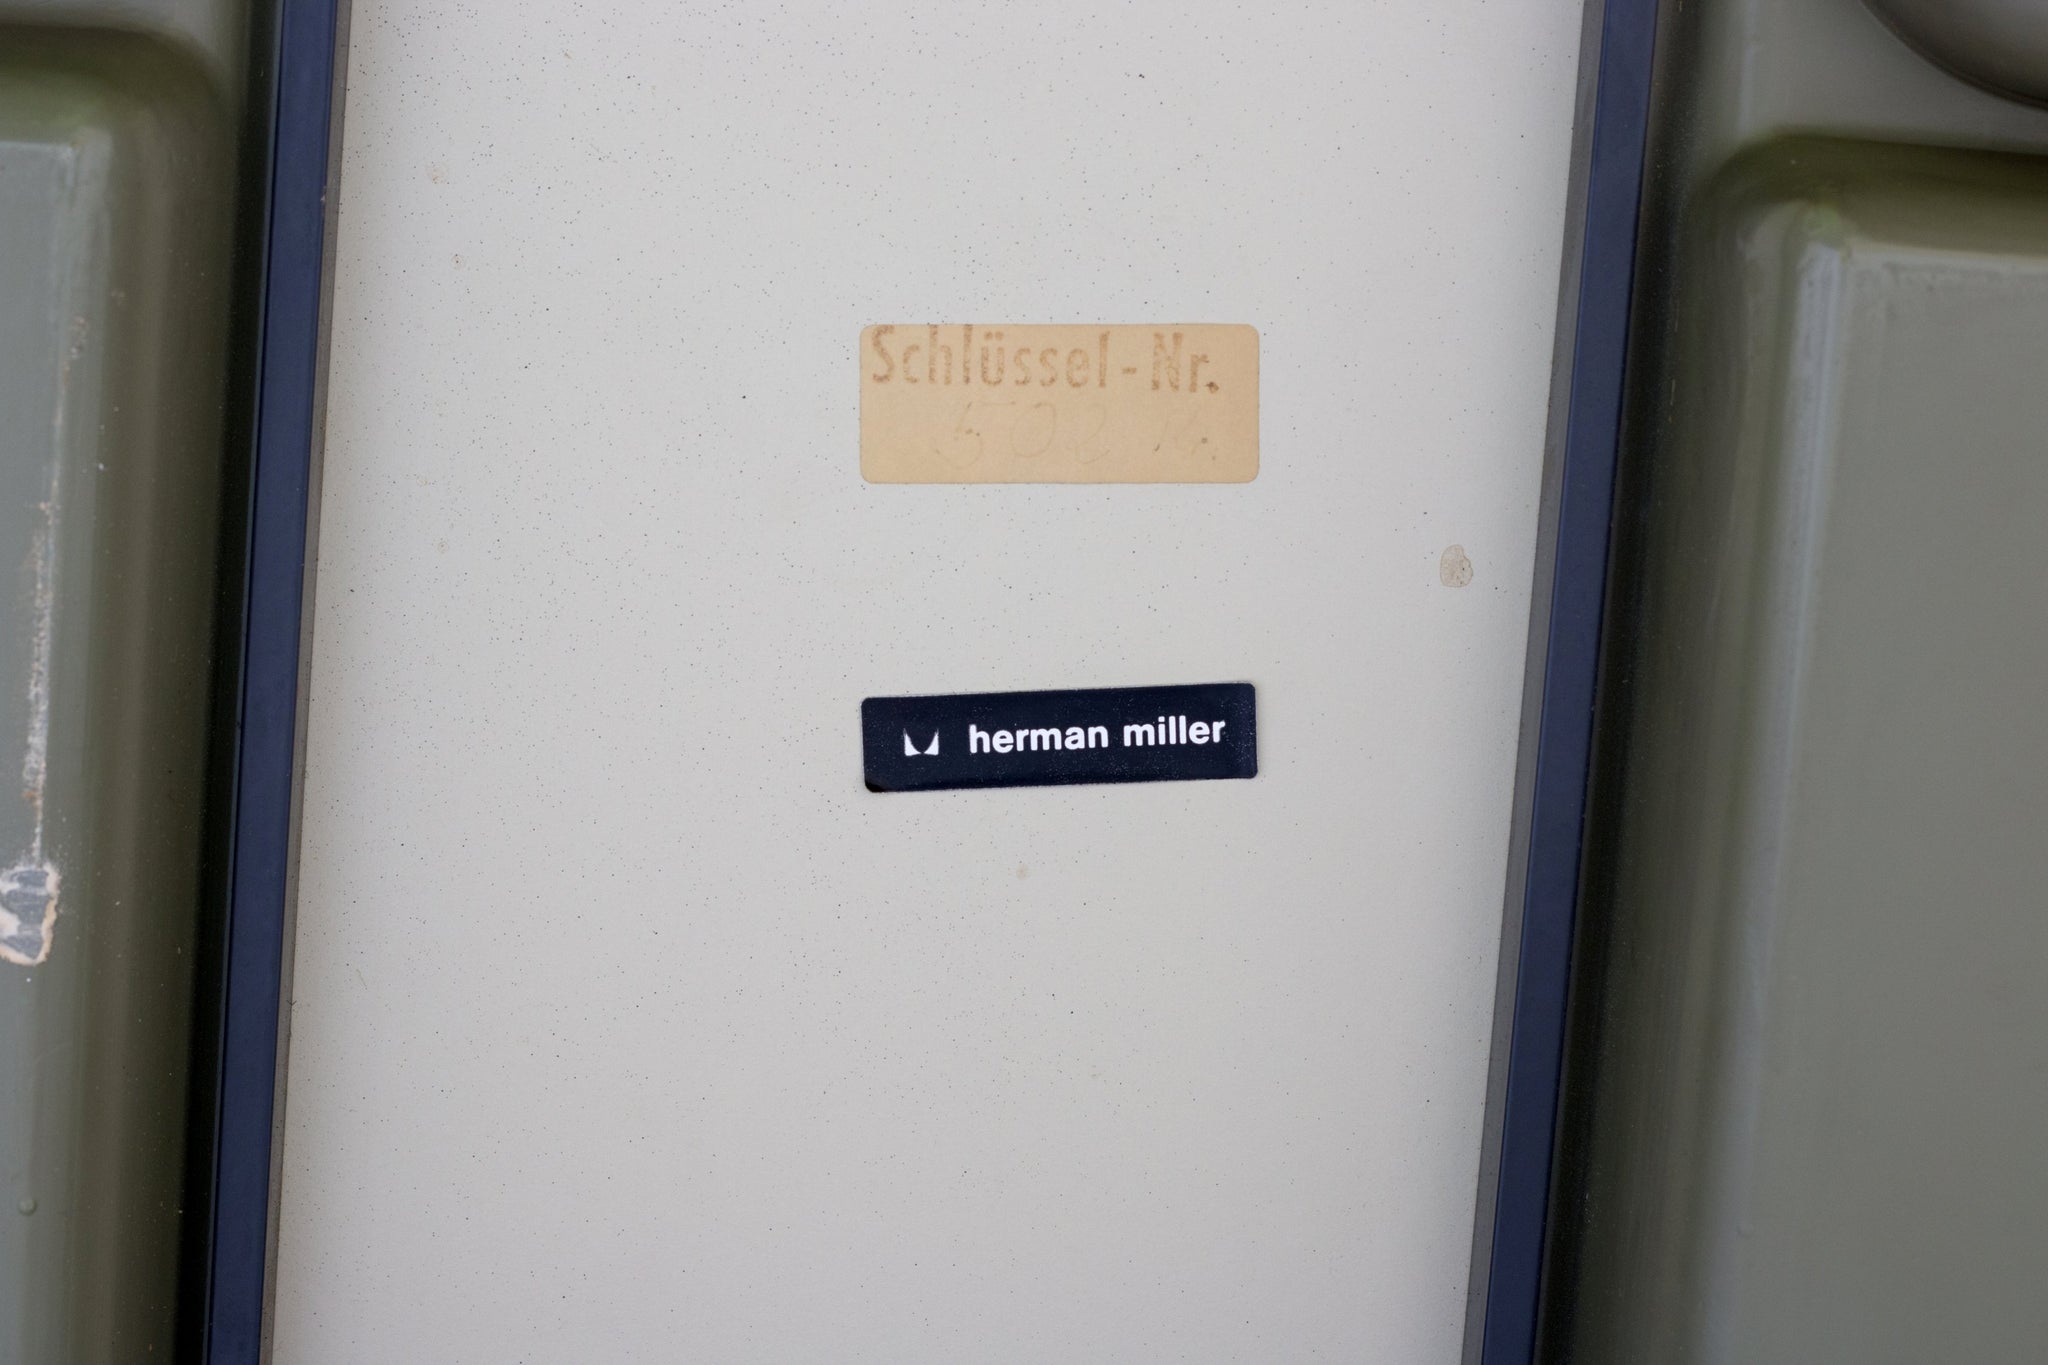 Schlüssel-Nr.
herman miller